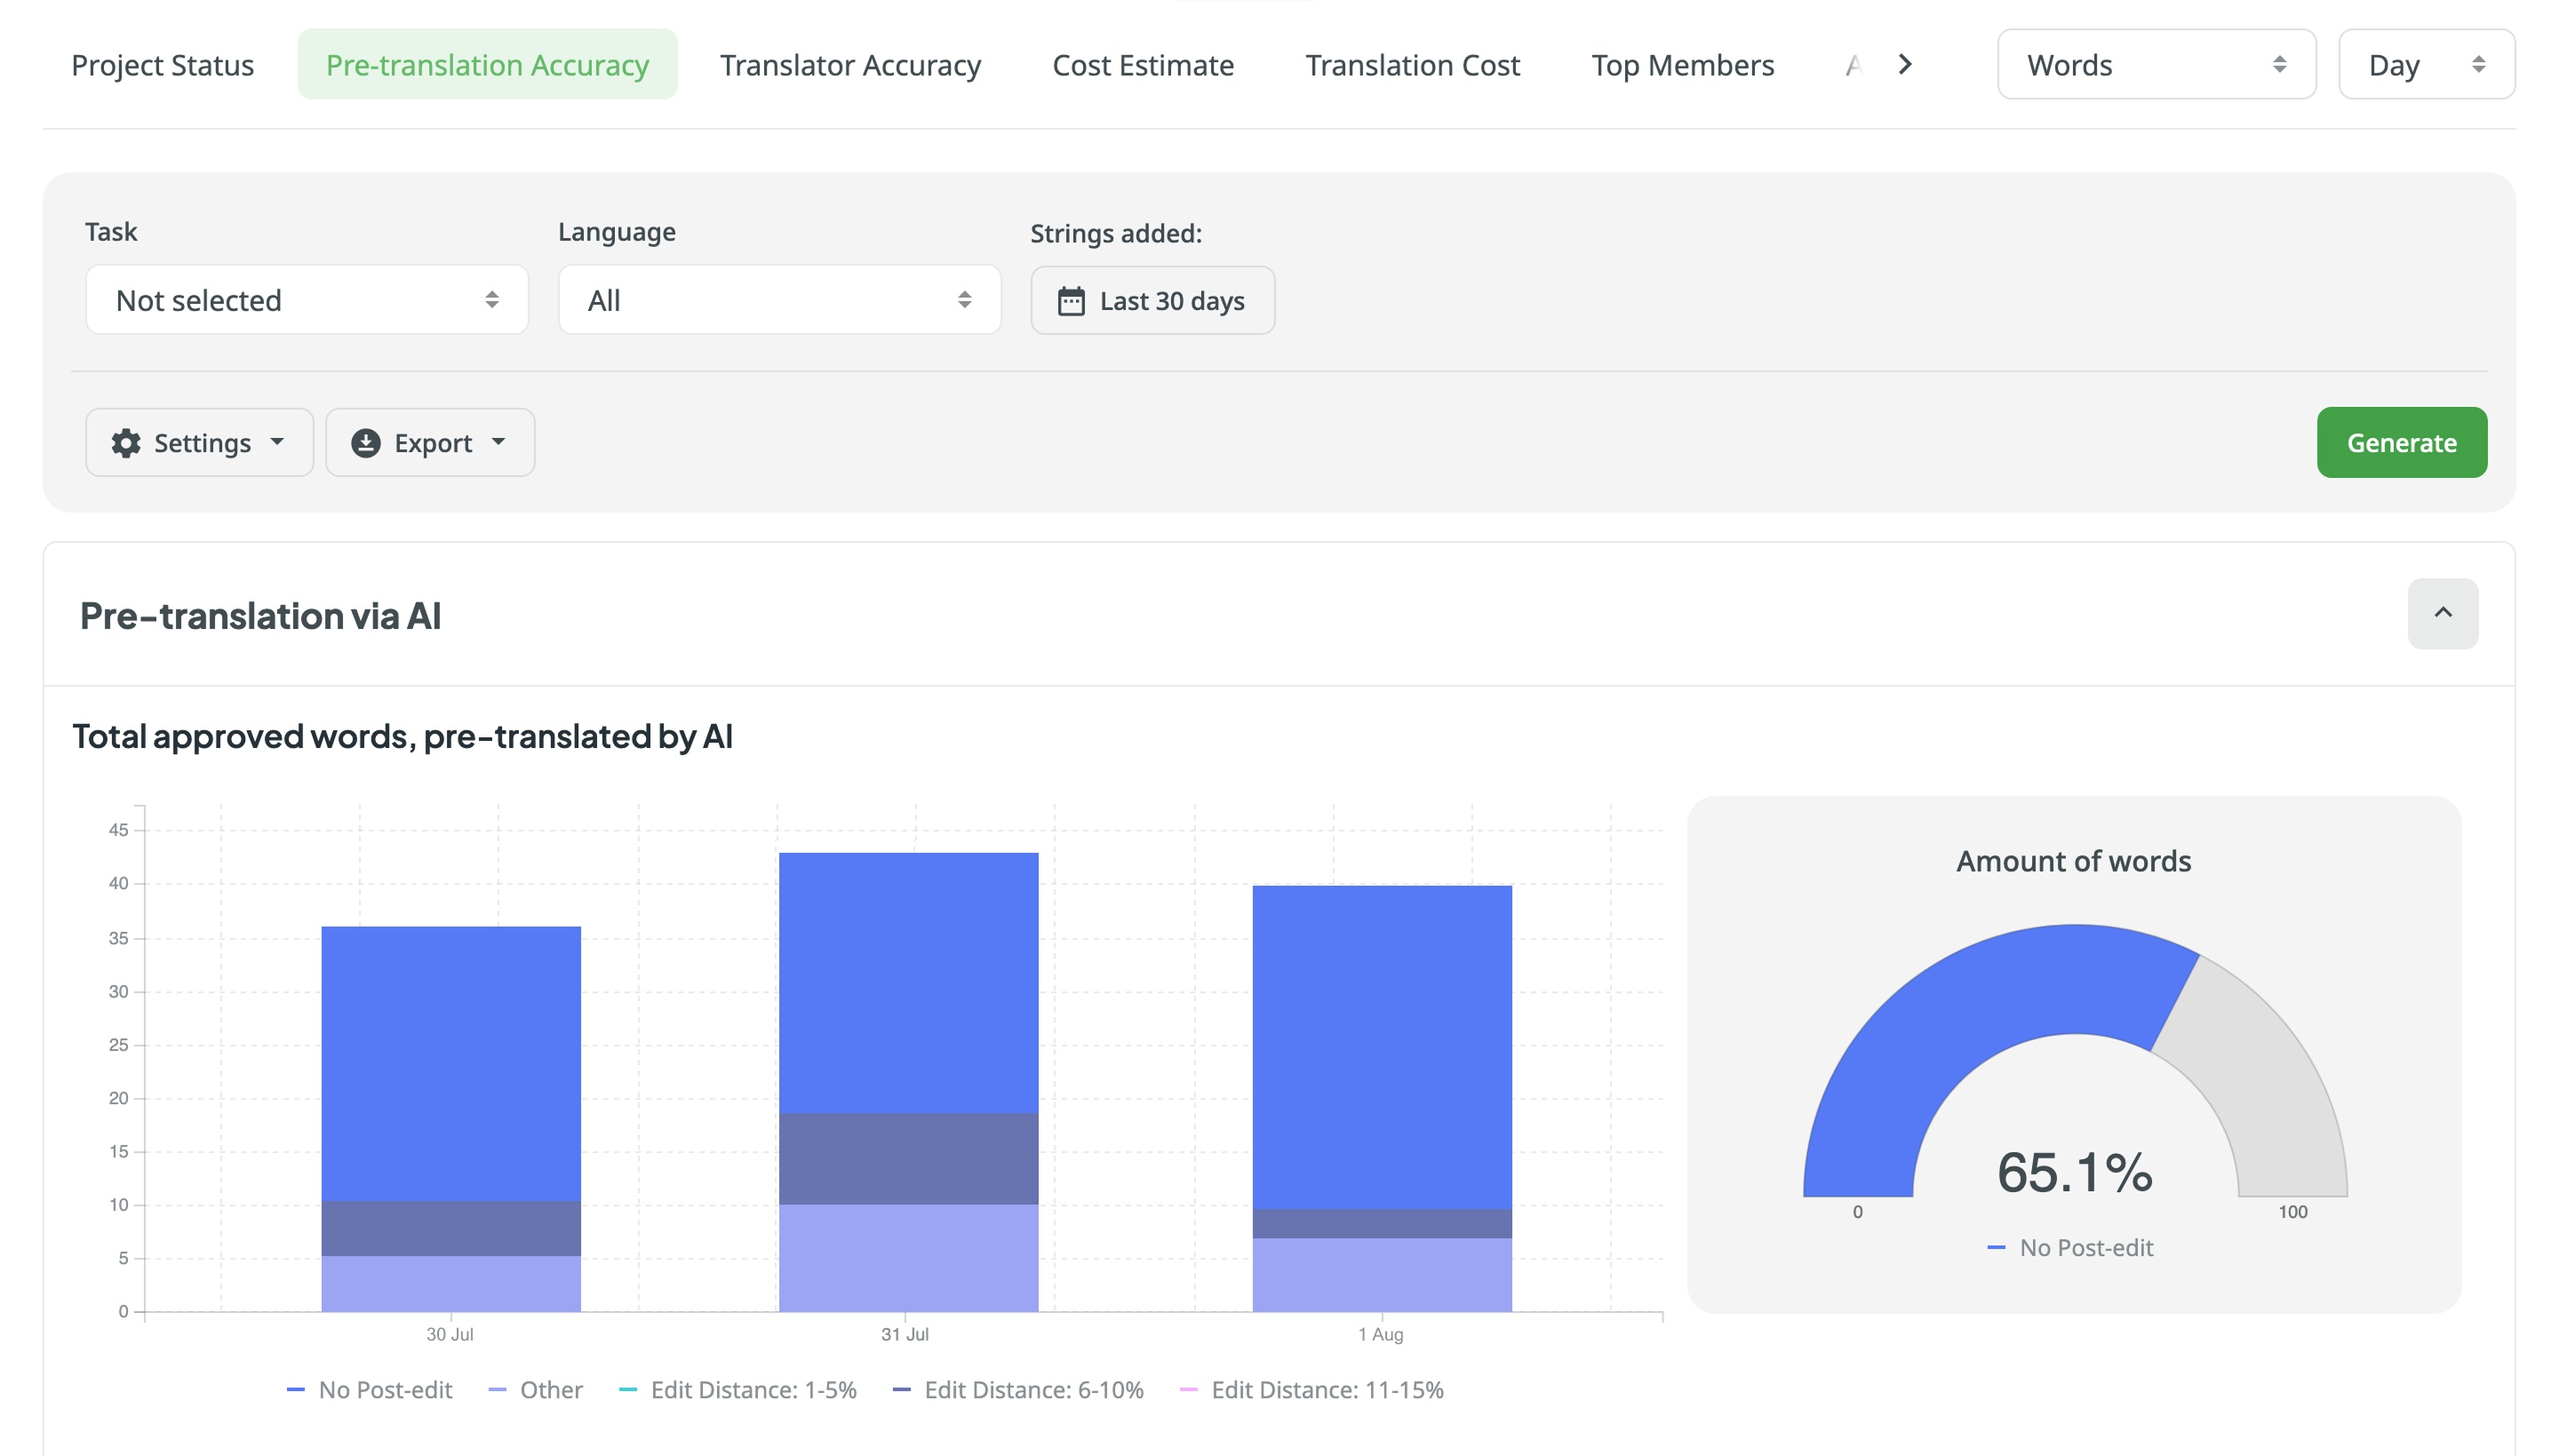 Project Status Pre-translation Accuracy Translator Accuracy Cost Estimate Translation Cost Top Members A Words Day
Task Language Strings added:
Not selected All Last 30 days
Settings Export Generate
Pre-translation via AI
Total approved words, pre-translated by AI
45
40
35
30
25
20
15
10
5
0
30 Jul 31 Jul 1 Aug
No Post-edit Other Edit Distance: 1-5% Edit Distance: 6-10% Edit Distance: 11-15%
Amount of words
65.1%
0 100
No Post-edit